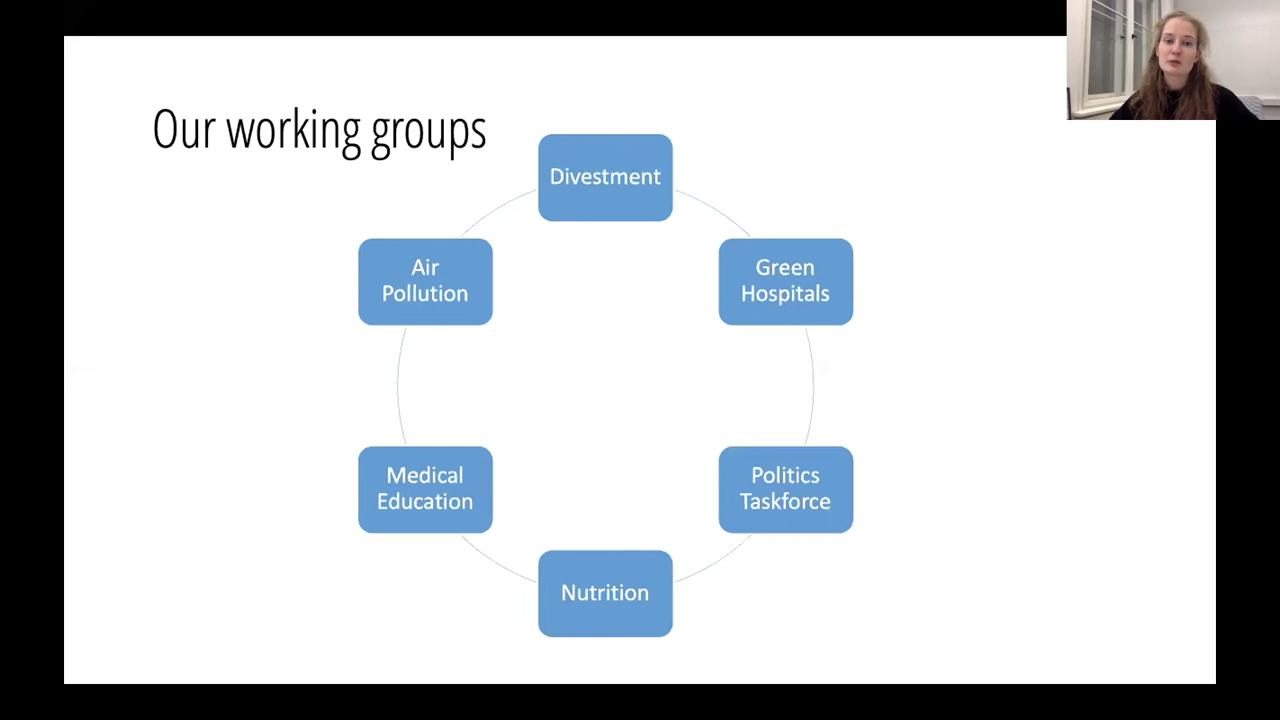 Our working groups
Divestment
Green
Hospitals
Politics
Taskforce
Nutrition
Medical
Education
Air
Pollution